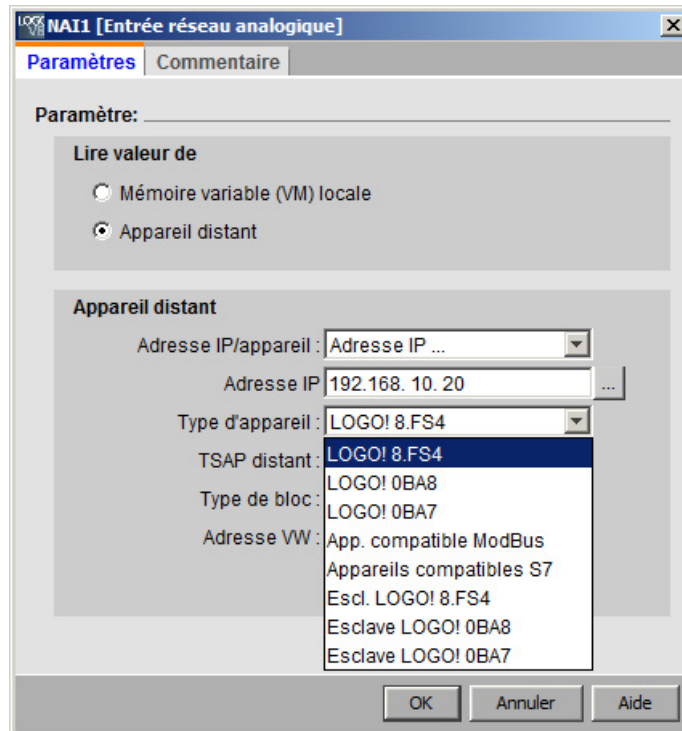 NAI1 [Entrée réseau analogique]
Paramètres Commentaire
Paramètre:
Lire valeur de
Mémoire variable (VM) locale
Appareil distant
Appareil distant
Adresse IP/appareil : Adresse IP ...
Adresse IP 192.168. 10. 20 ...
Type d'appareil : LOGO! 8.FS4
TSAP distant : LOGO! 8.FS4
LOGO! 0BA8
Type de bloc : LOGO! 0BA7
Adresse VW : App. compatible ModBus
Appareils compatibles S7
Escl. LOGO! 8.FS4
Esclave LOGO! 0BA8
Esclave LOGO! 0BA7
OK Annuler Aide